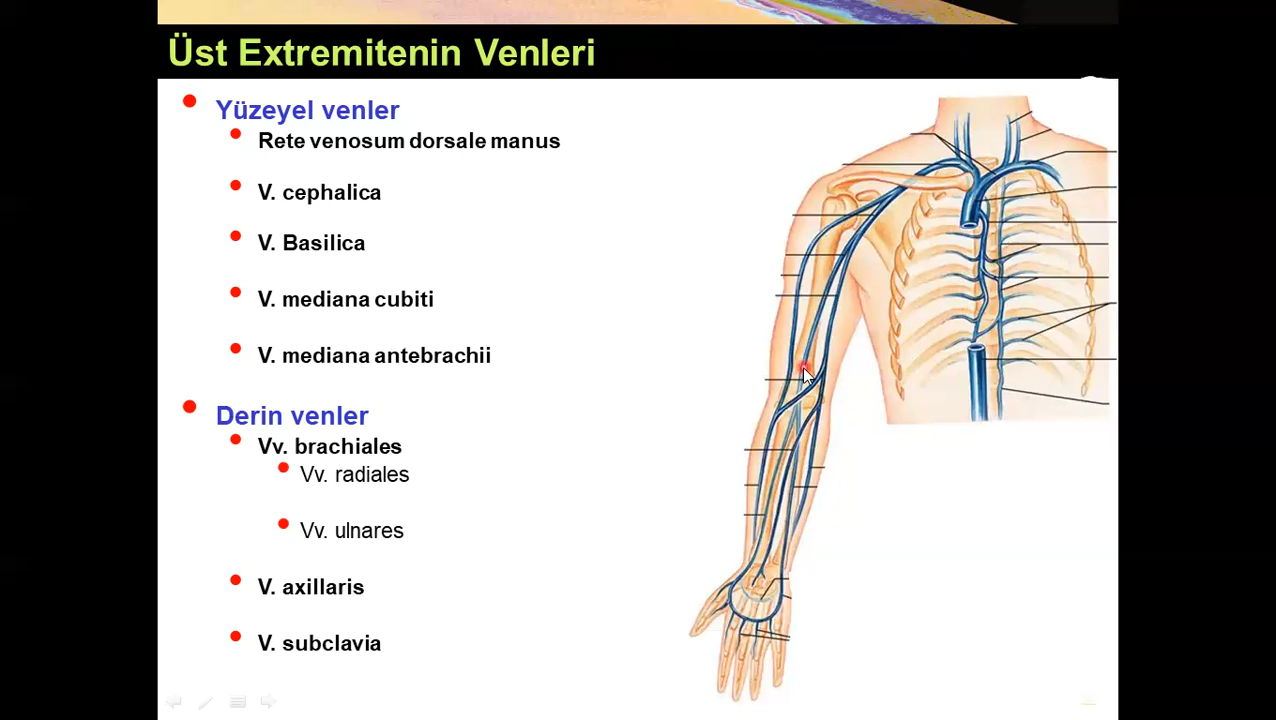 Üst Extremitenin Venleri
Yüzeyel venler
Rete venosum dorsale manus
V. cephalica
V. Basilica
V. mediana cubiti
V. mediana antebrachii
Derin venler
Vv. brachiales
Vv. radiales
Vv. ulnares
V. axillaris
V. subclavia